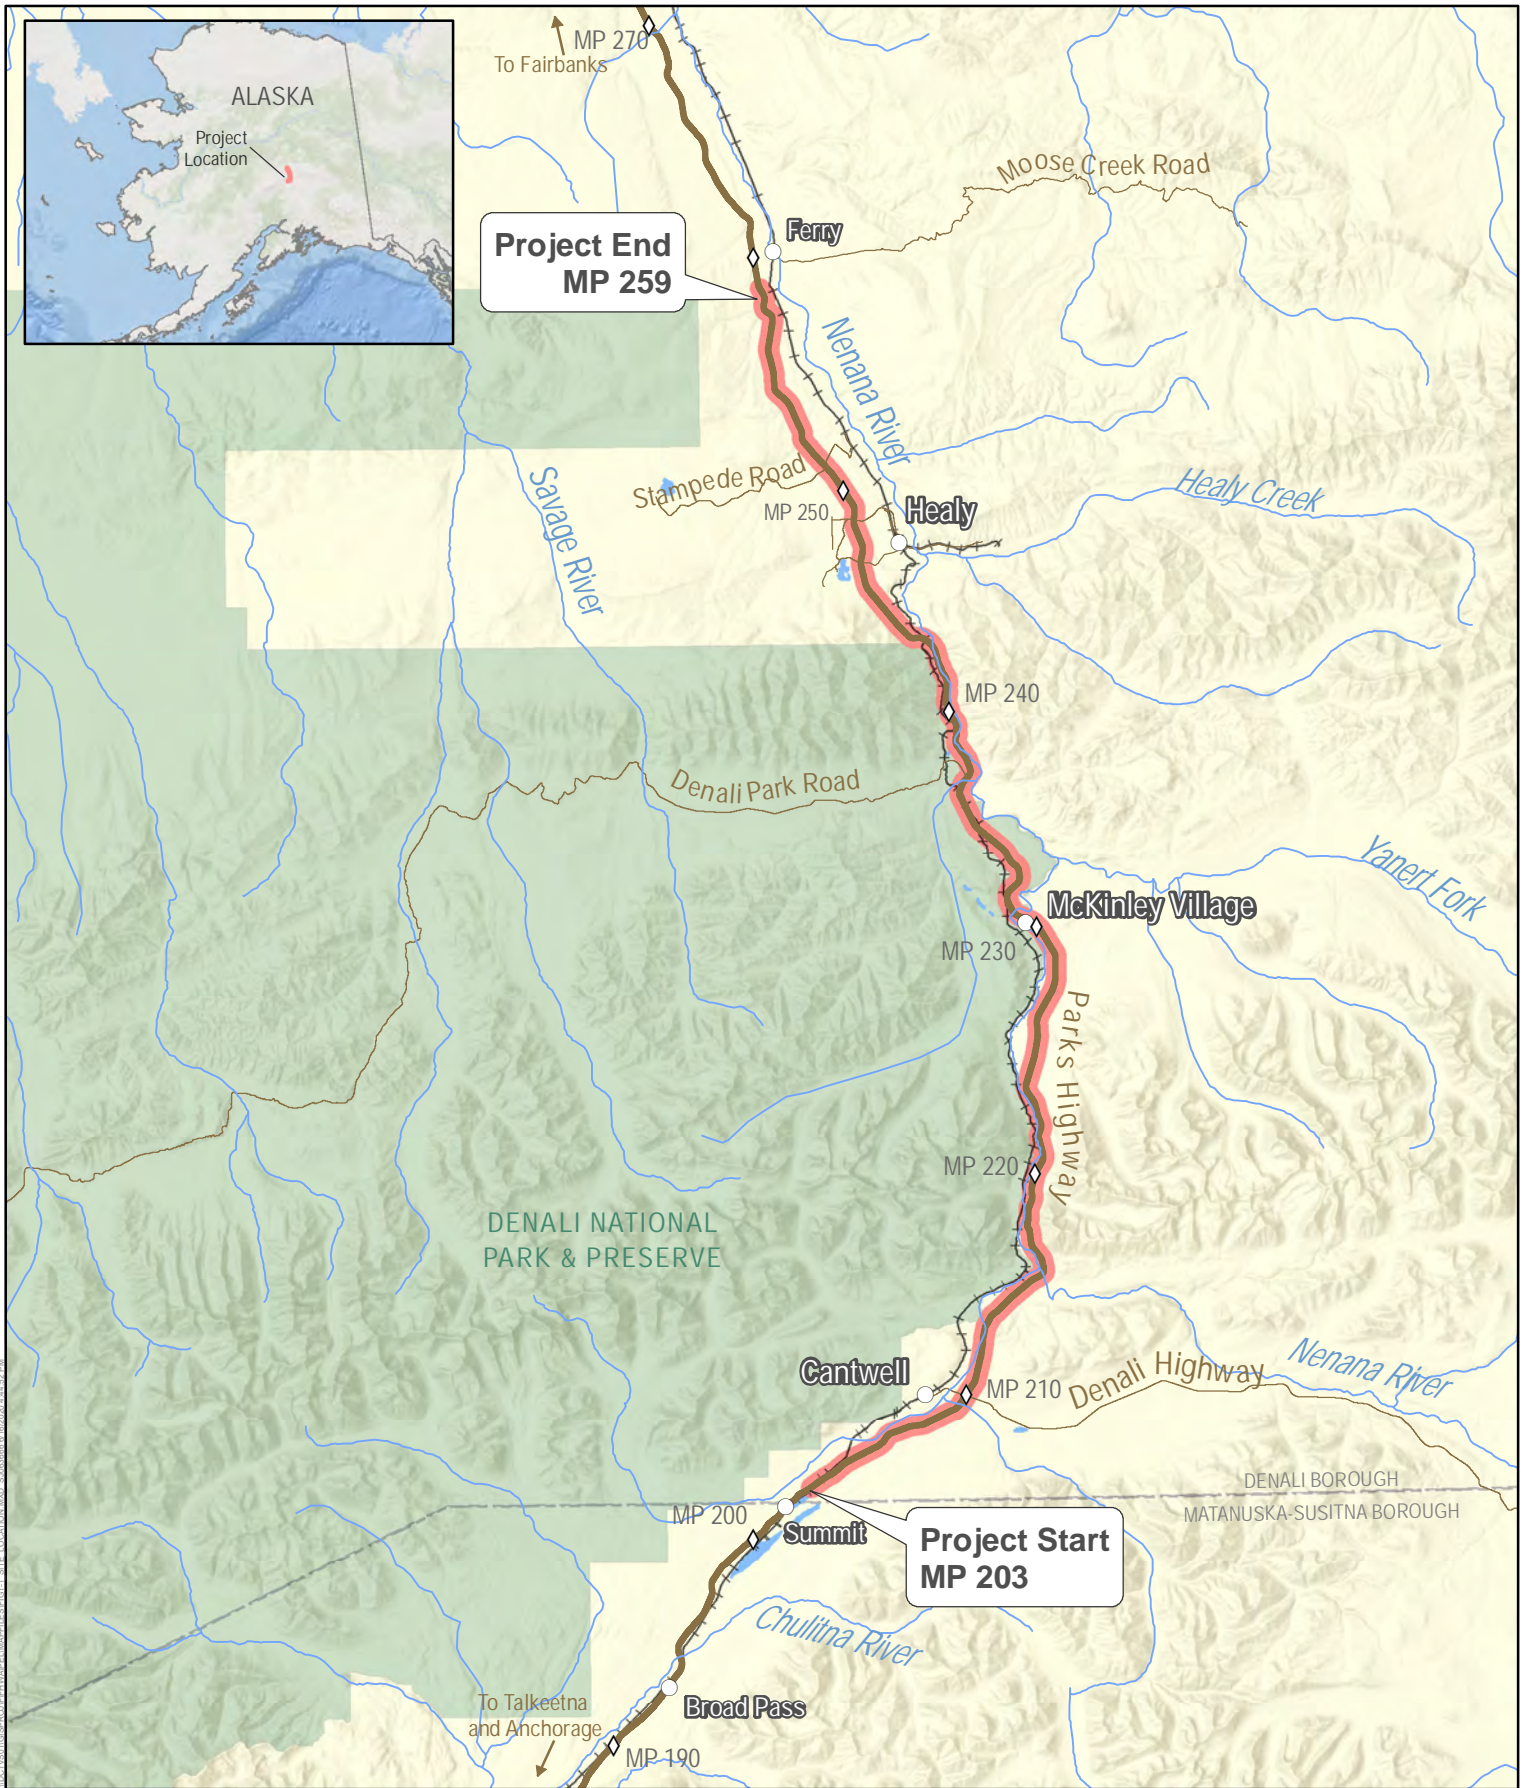 MP 270
To Fairbanks
ALASKA
Project
Location
Moose Creek Road
Ferry
Project End
MP 259
Nenana River
Stampede Road
MP 250
Healy
Healy Creek
Savage River
MP 240
Denali Park Road
Yanert Fork
McKinley Village
MP 230
Parks Highway
MP 220
DENALI NATIONAL
PARK & PRESERVE
Cantwell
MP 210
Denali Highway
Nenana River
DENALI BOROUGH
MATANUSKA-SUSITNA BOROUGH
MP 200
Summit
Project Start
MP 203
Chulitna River
Broad Pass
To Talkeetna
and Anchorage
MP 190